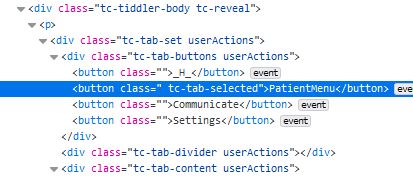 <div class="tc-tiddler-body tc-reveal">
<p>
<div class="tc-tab-set userActions">
<div class="tc-tab-buttons userActions">
<button class="">_H_</button> event
<button class=" tc-tab-selected">PatientMenu</button> eve
<button class="">Communicate</button> event
<button class="">Settings</button> event
</div>
<div class="tc-tab-divider userActions"></div>
<div class="tc-tab-content userActions">